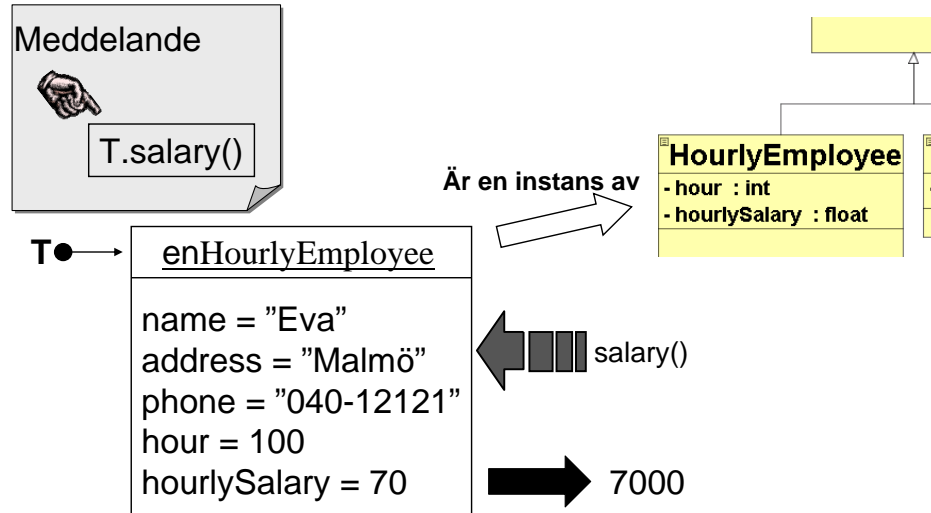 Meddelande
T.salary()
Är en instans av
HourlyEmployee
- hour : int
- hourlySalary : float
T
enHourlyEmployee
name = ”Eva”
address = ”Malmö”
phone = ”040-12121”
hour = 100
hourlySalary = 70
salary()
7000